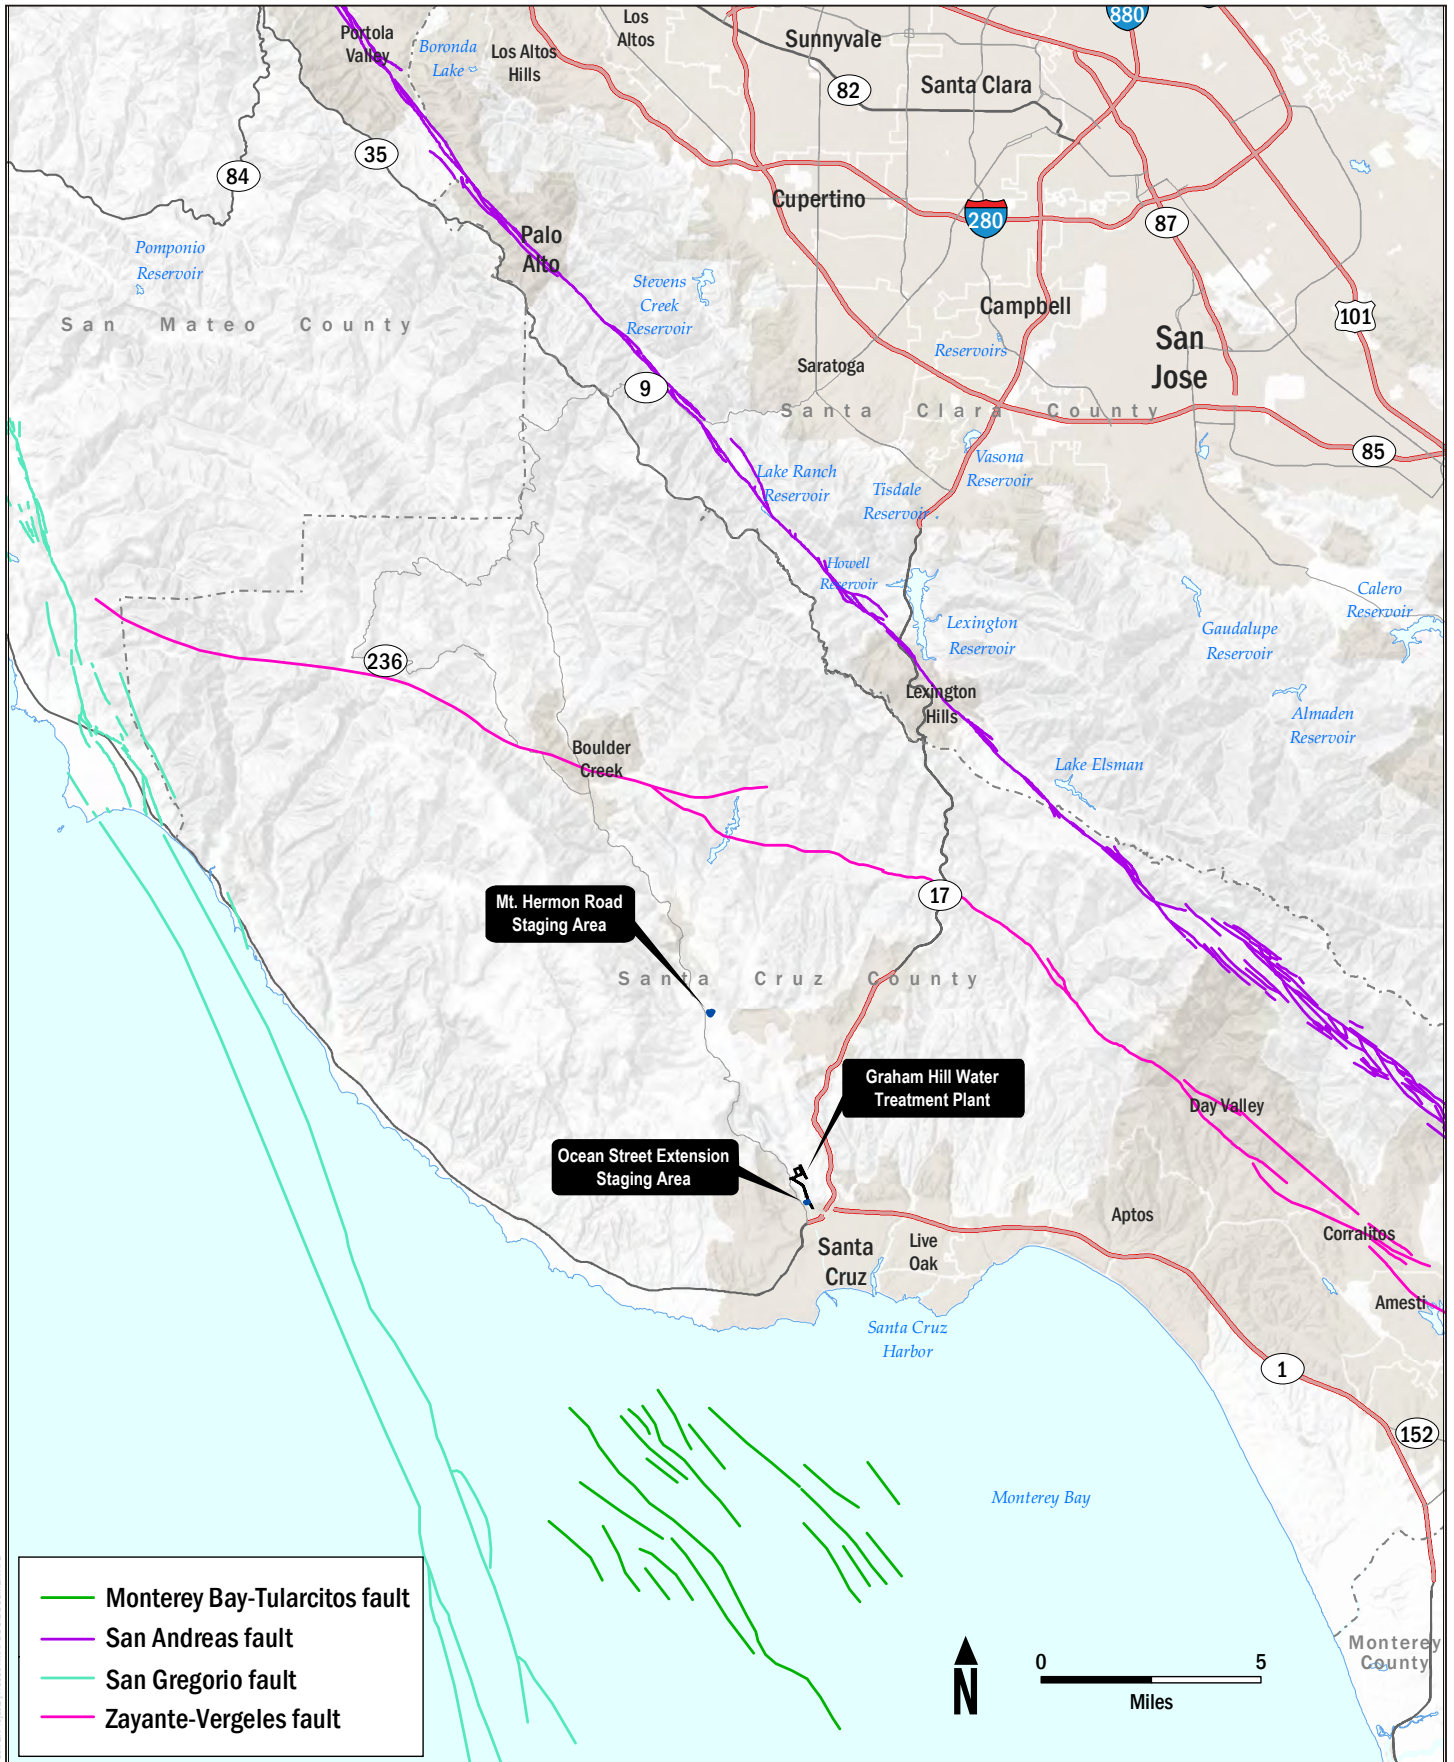 880
Los
Altos
Portola
Valley
Boronda
Lake
Los Altos
Hills
Sunnyvale
82
Santa Clara
35
84
Cupertino
280
87
Palo
Alto
Pomponio
Reservoir
Stevens
Creek
Reservoir
San Mateo County
Campbell
101
San
Jose
Reservoirs
Saratoga
9
Santa Clara County
85
Vasona
Reservoir
Lake Ranch
Reservoir
Tisdale
Reservoir
Howell
Reservoir
Calero
Reservoir
Lexington
Reservoir
Gaudalupe
Reservoir
236
Lexington
Hills
Almaden
Reservoir
Boulder
Creek
Lake Elsman
17
Mt. Hermon Road
Staging Area
Santa Cruz County
Graham Hill Water
Treatment Plant
Day Valley
Ocean Street Extension
Staging Area
Aptos
Corralitos
Santa
Cruz
Live
Oak
Amesti
Santa Cruz
Harbor
1
152
Monterey Bay
Monterey
County
Monterey Bay-Tularcitos fault
San Andreas fault
San Gregorio fault
Zayante-Vergeles fault
N
0 5
Miles